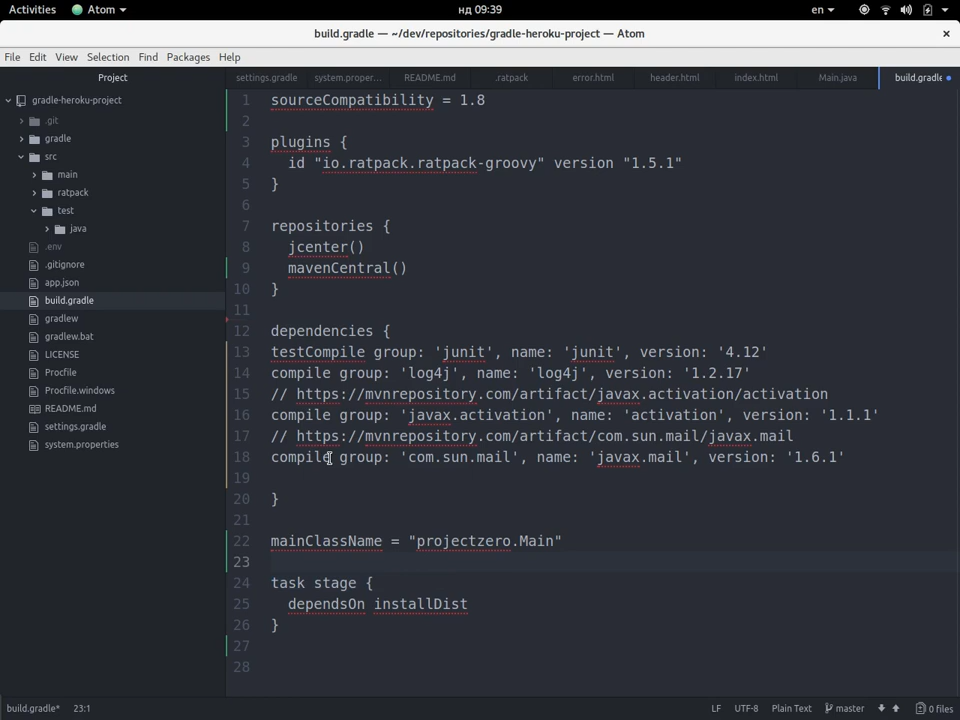 Activities Atom нд 09:39 en
build.gradle — ~/dev/repositories/gradle-heroku-project — Atom
File Edit View Selection Find Packages Help
Project settings.gradle system.proper... README.md .ratpack error.html header.html index.html Main.java build.gradle
gradle-heroku-project
.git
gradle
src
main
ratpack
test
java
.env
.gitignore
app.json
build.gradle
gradlew
gradlew.bat
LICENSE
Procfile
Procfile.windows
README.md
settings.gradle
system.properties
1 sourceCompatibility = 1.8
2
3 plugins {
4 id "io.ratpack.ratpack-groovy" version "1.5.1"
5 }
6
7 repositories {
8 jcenter()
9 mavenCentral()
10 }
11
12 dependencies {
13 testCompile group: 'junit', name: 'junit', version: '4.12'
14 compile group: 'log4j', name: 'log4j', version: '1.2.17'
15 // https://mvnrepository.com/artifact/javax.activation/activation
16 compile group: 'javax.activation', name: 'activation', version: '1.1.1'
17 // https://mvnrepository.com/artifact/com.sun.mail/javax.mail
18 compile group: 'com.sun.mail', name: 'javax.mail', version: '1.6.1'
19
20 }
21
22 mainClassName = "projectzero.Main"
23
24 task stage {
25 dependsOn installDist
26 }
27
28
build.gradle* 23:1 LF UTF-8 Plain Text master 0 files